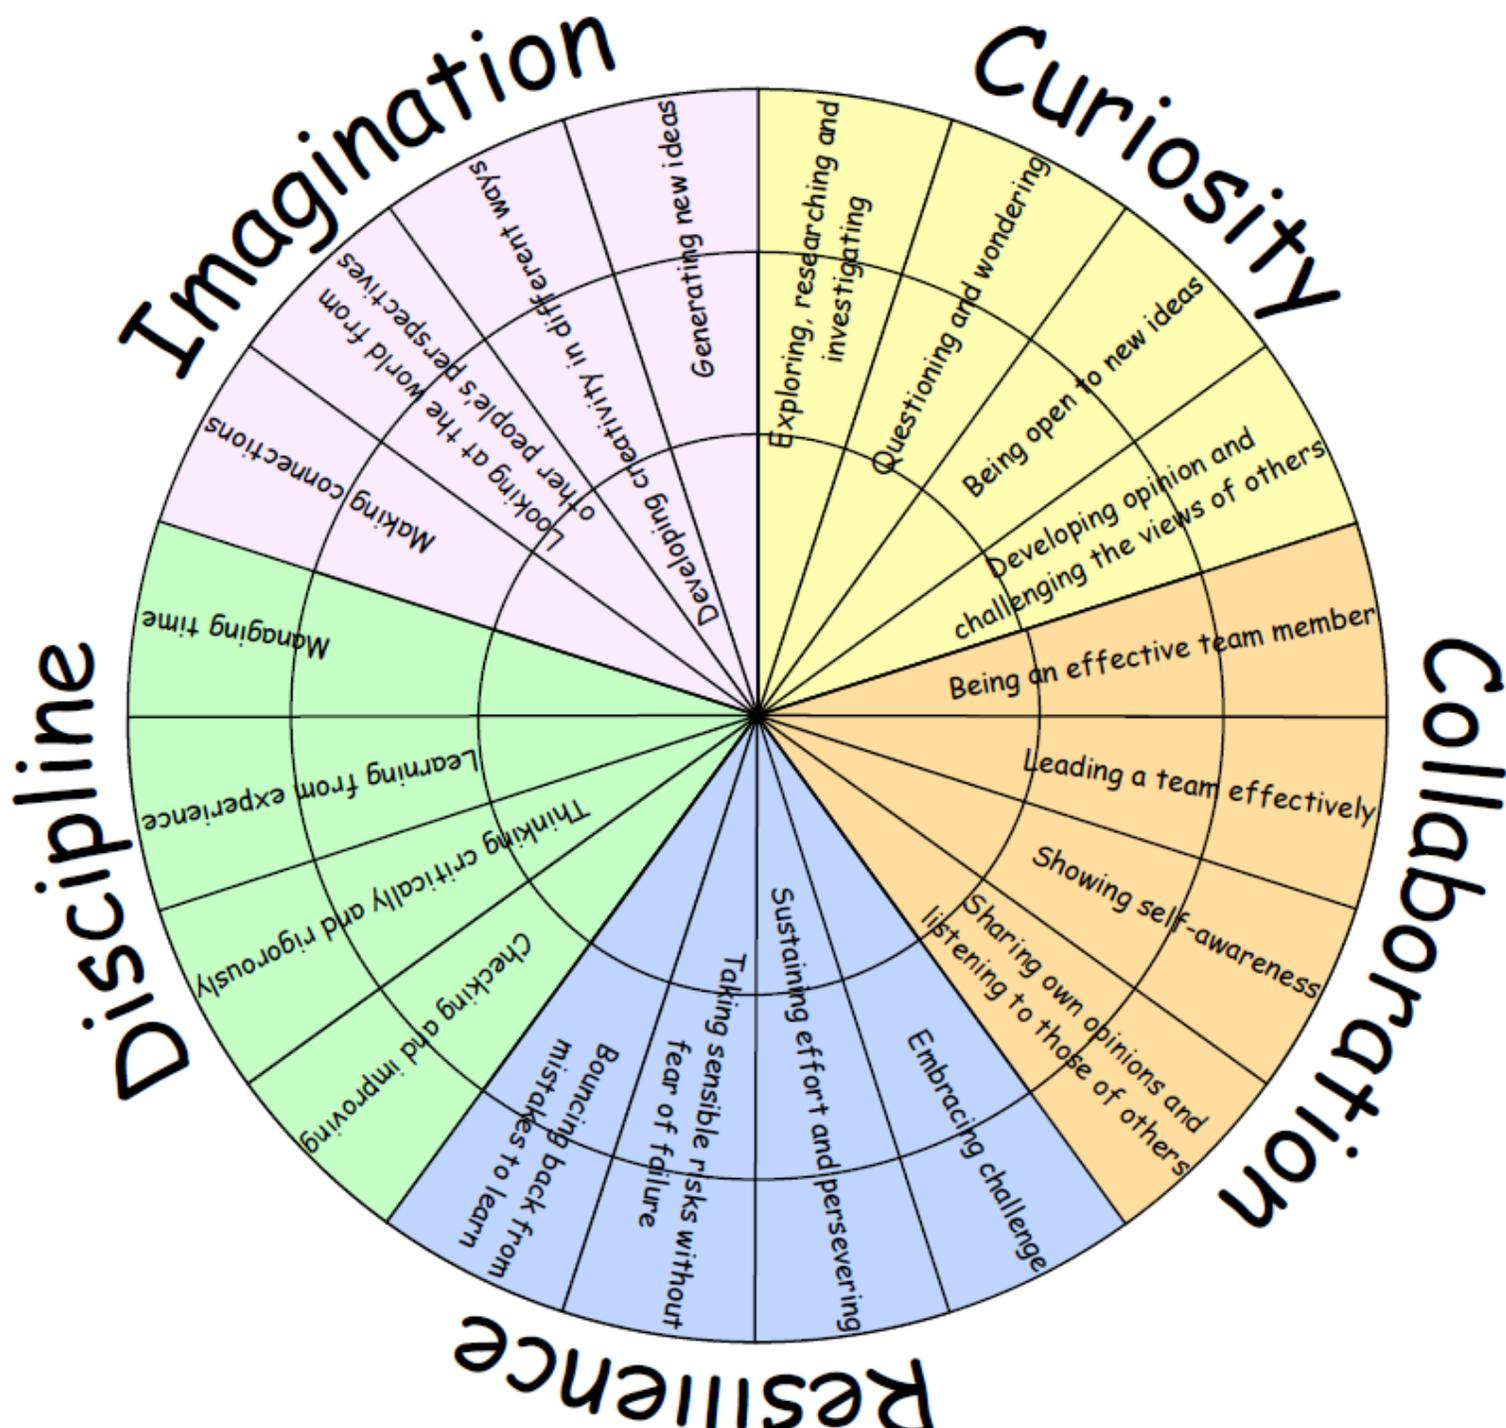 Curiosity
Exploring, researching and
investigating
Questioning and wondering
Being open to new ideas
Developing opinion and
challenging the views of others
Collaboration
Being an effective team member
Leading a team effectively
Showing self-awareness
Sharing own opinions and
listening to those of others
Resilience
Embracing challenge
Sustaining effort and persevering
Taking sensible risks without
fear of failure
Bouncing back from
mistakes to learn
Discipline
Checking and improving
Thinking critically and rigorously
Learning from experience
Managing time
Imagination
Making connections
Looking at the world from
other people's perspectives
Developing creativity in different ways
Generating new ideas